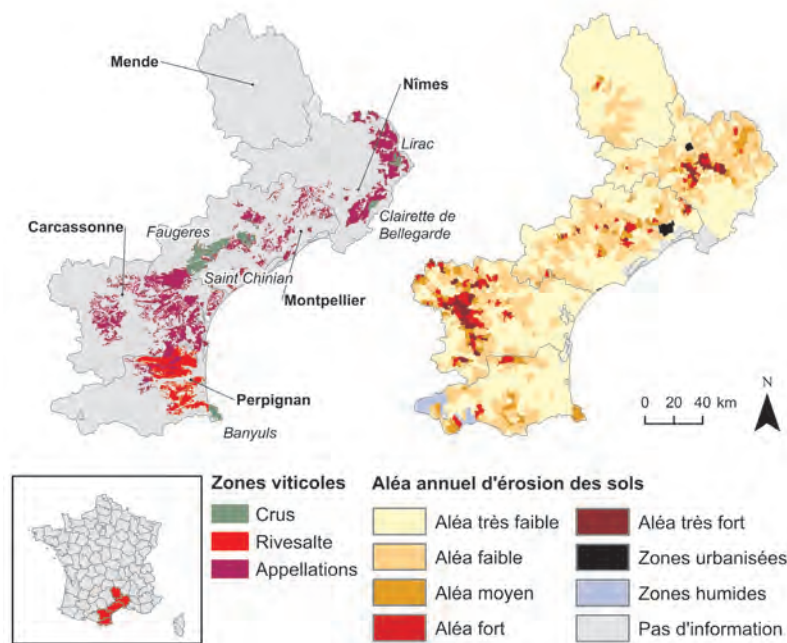 Mende
Nîmes
Lirac
Carcassonne
Faugeres
Clairette de
Bellegarde
Saint Chinian
Montpellier
Perpignan
Banyuls
N
0 20 40 km
Zones viticoles
Crus
Rivesalte
Appellations
Aléa annuel d'érosion des sols
Aléa très faible
Aléa faible
Aléa moyen
Aléa fort
Aléa très fort
Zones urbanisées
Zones humides
Pas d'information